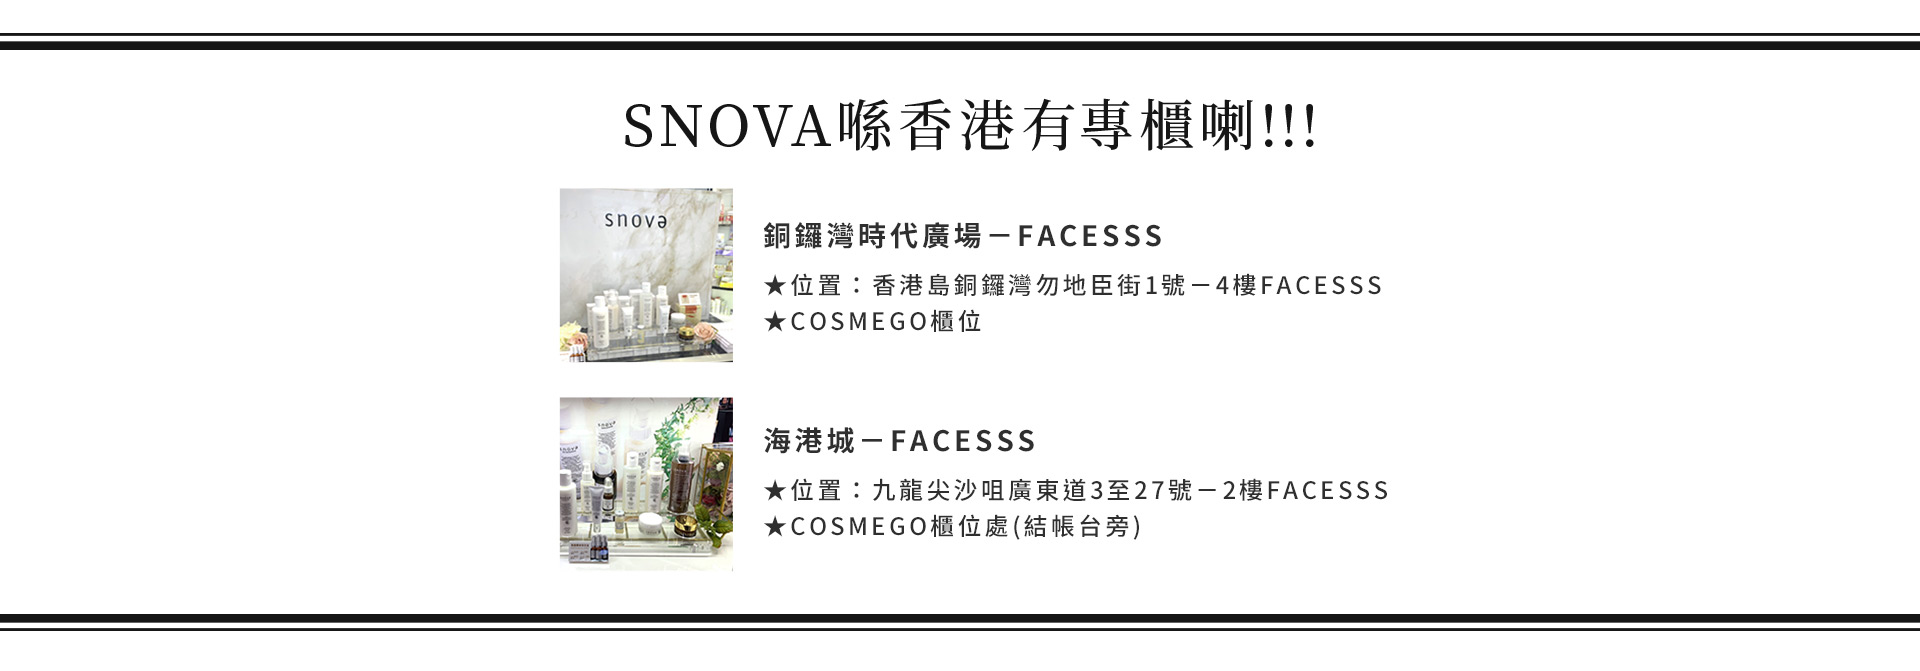 SNOVA喺香港有專櫃喇!!!
snova
銅鑼灣時代廣場－FACESSS
★位置：香港島銅鑼灣勿地臣街1號－4樓FACESSS
★COSMEGO櫃位
海港城－FACESSS
★位置：九龍尖沙咀廣東道3至27號－2樓FACESSS
★COSMEGO櫃位處(結帳台旁)